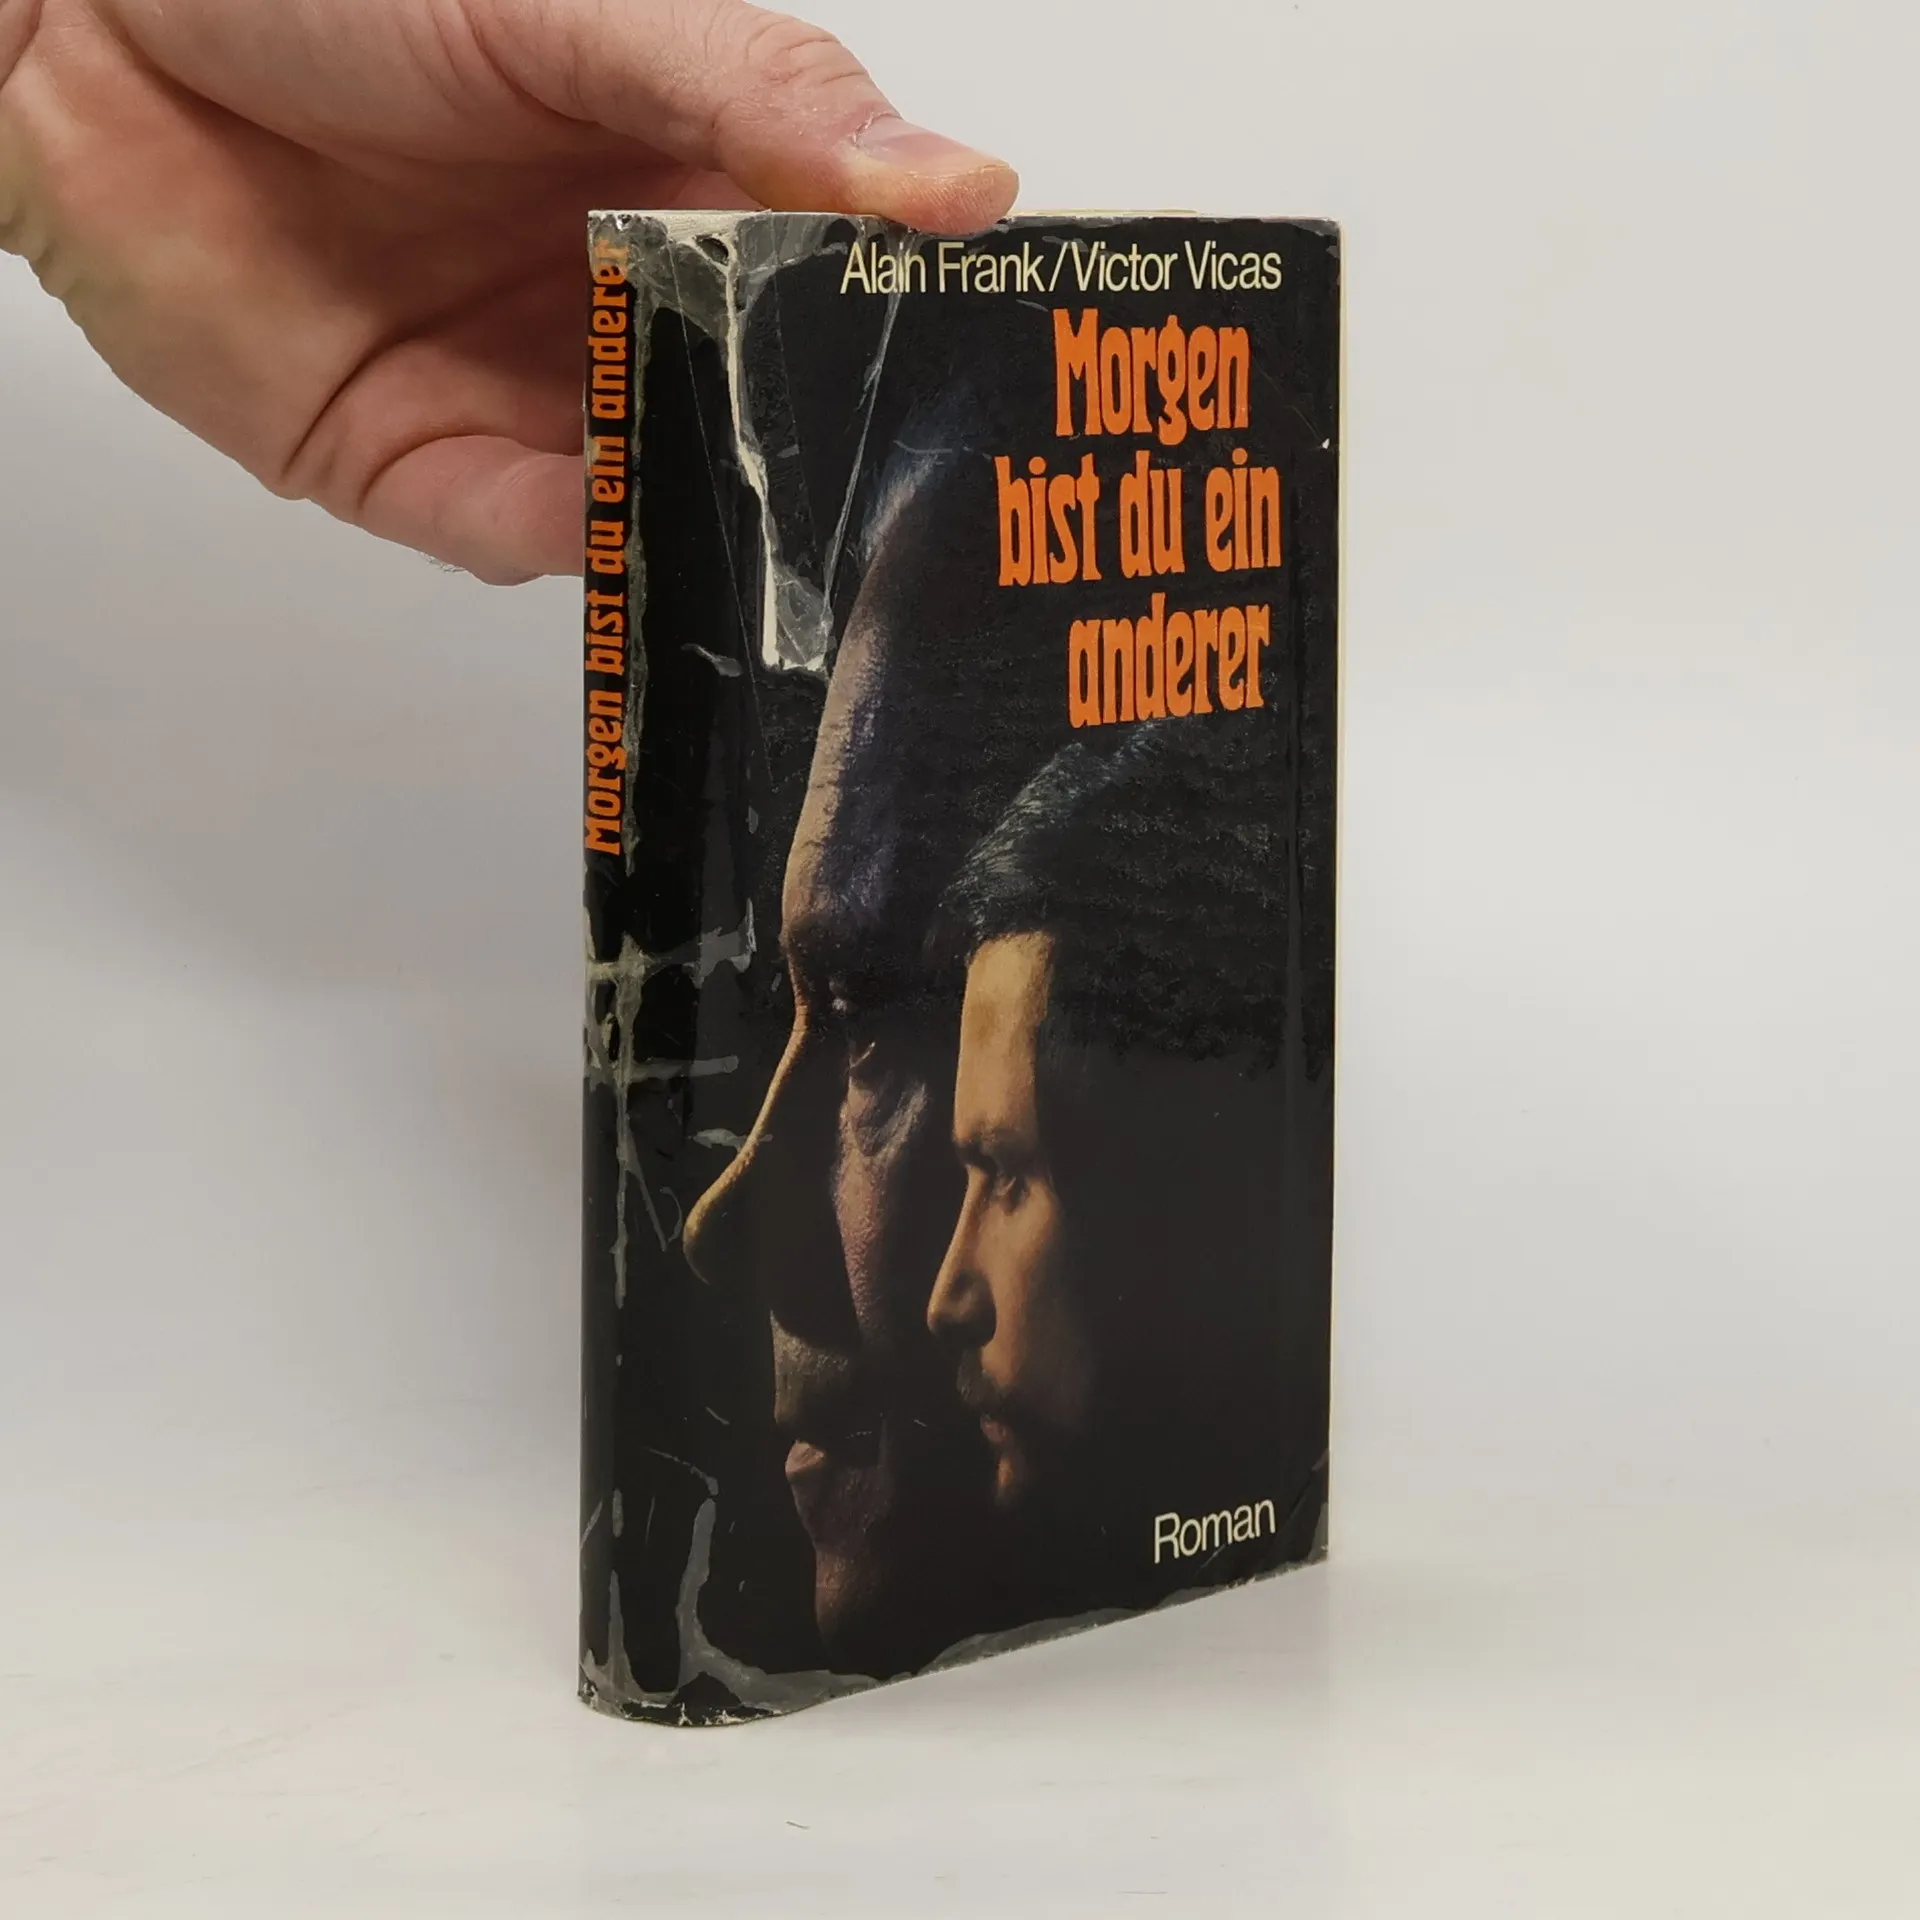 Morgen bist du ein anderer
Alain Frank/Victor Vicas
Morgen
bist du ein
anderer
Roman